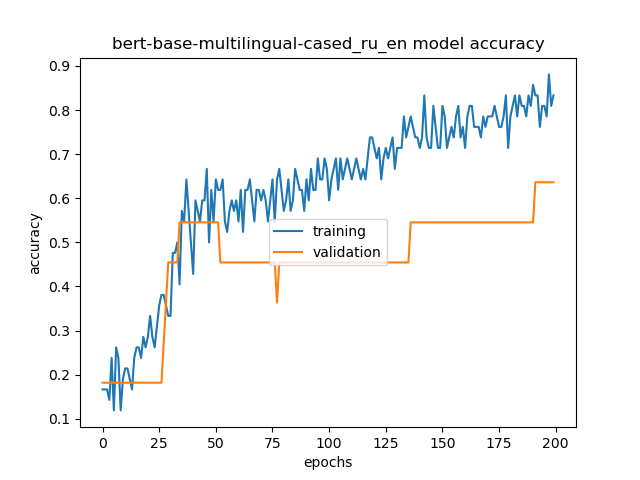 bert-base-multilingual-cased_ru_en model accuracy
0.9
0.8
0.7
0.6
0.5
0.4
0.3
0.2
0.1
accuracy
training
validation
0 25 50 75 100 125 150 175 200
epochs